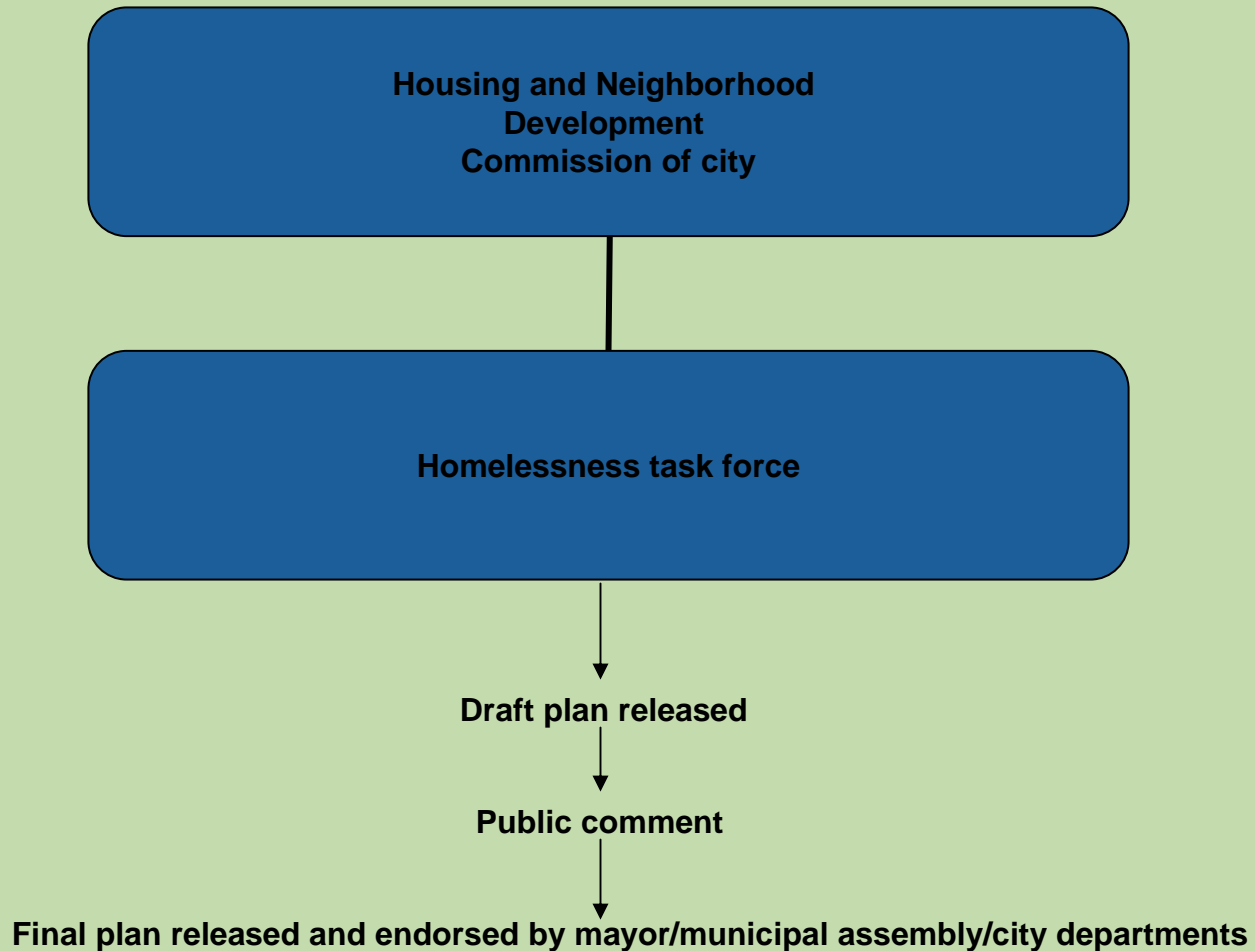 Housing and Neighborhood
Development
Commission of city
Homelessness task force
Draft plan released
Public comment
Final plan released and endorsed by mayor/municipal assembly/city departments